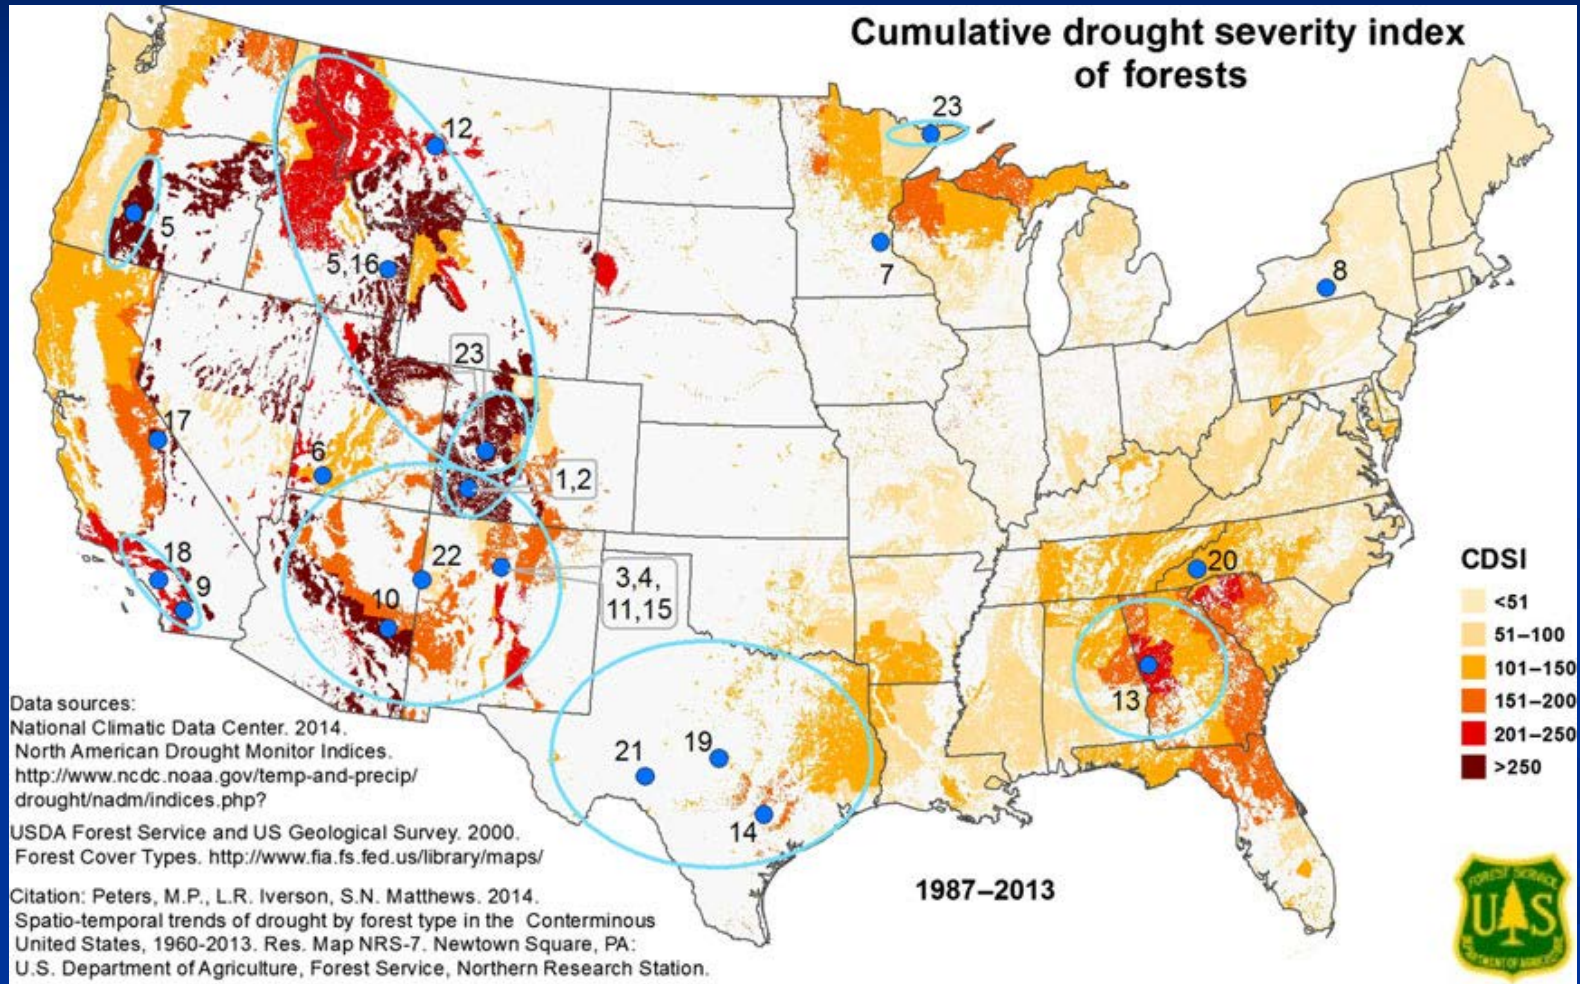 Cumulative drought severity index
of forests
23
12
5
5,16
7
8
23
17
6
1,2
18
9
22
10
3,4,
11,15
20
13
21
19
14
CDSI
<51
51–100
101–150
151–200
201–250
>250
Data sources:
National Climatic Data Center. 2014.
North American Drought Monitor Indices.
http://www.ncdc.noaa.gov/temp-and-precip/
drought/nadm/indices.php?
USDA Forest Service and US Geological Survey. 2000.
Forest Cover Types. http://www.fia.fs.fed.us/library/maps/
Citation: Peters, M.P., L.R. Iverson, S.N. Matthews. 2014.
Spatio-temporal trends of drought by forest type in the Conterminous
United States, 1960-2013. Res. Map NRS-7. Newtown Square, PA:
U.S. Department of Agriculture, Forest Service, Northern Research Station.
1987–2013
FOREST SERVICE
U S
DEPARTMENT OF AGRICULTURE